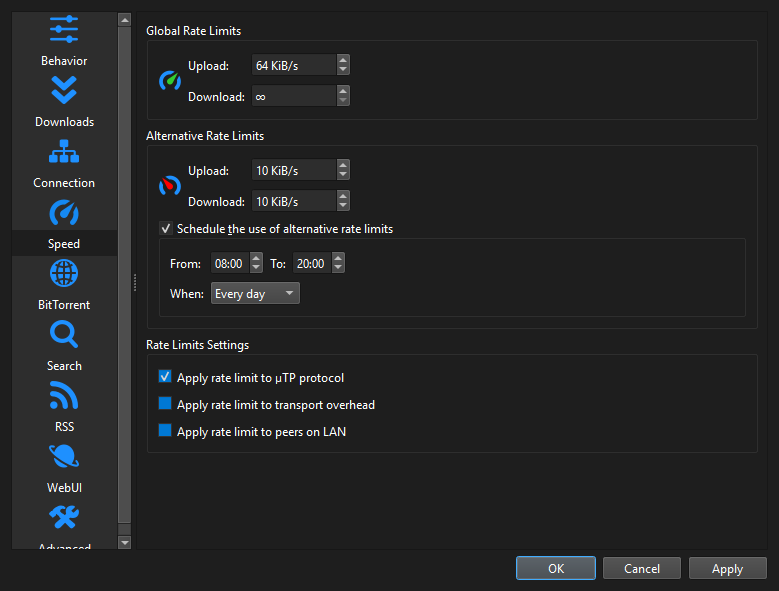 Behavior
Downloads
Connection
Speed
BitTorrent
Search
RSS
WebUI
Advanced
Global Rate Limits
Upload: 64 KiB/s
Download: ∞
Alternative Rate Limits
Upload: 10 KiB/s
Download: 10 KiB/s
Schedule the use of alternative rate limits
From: 08:00 To: 20:00
When: Every day
Rate Limits Settings
Apply rate limit to µTP protocol
Apply rate limit to transport overhead
Apply rate limit to peers on LAN
OK Cancel Apply